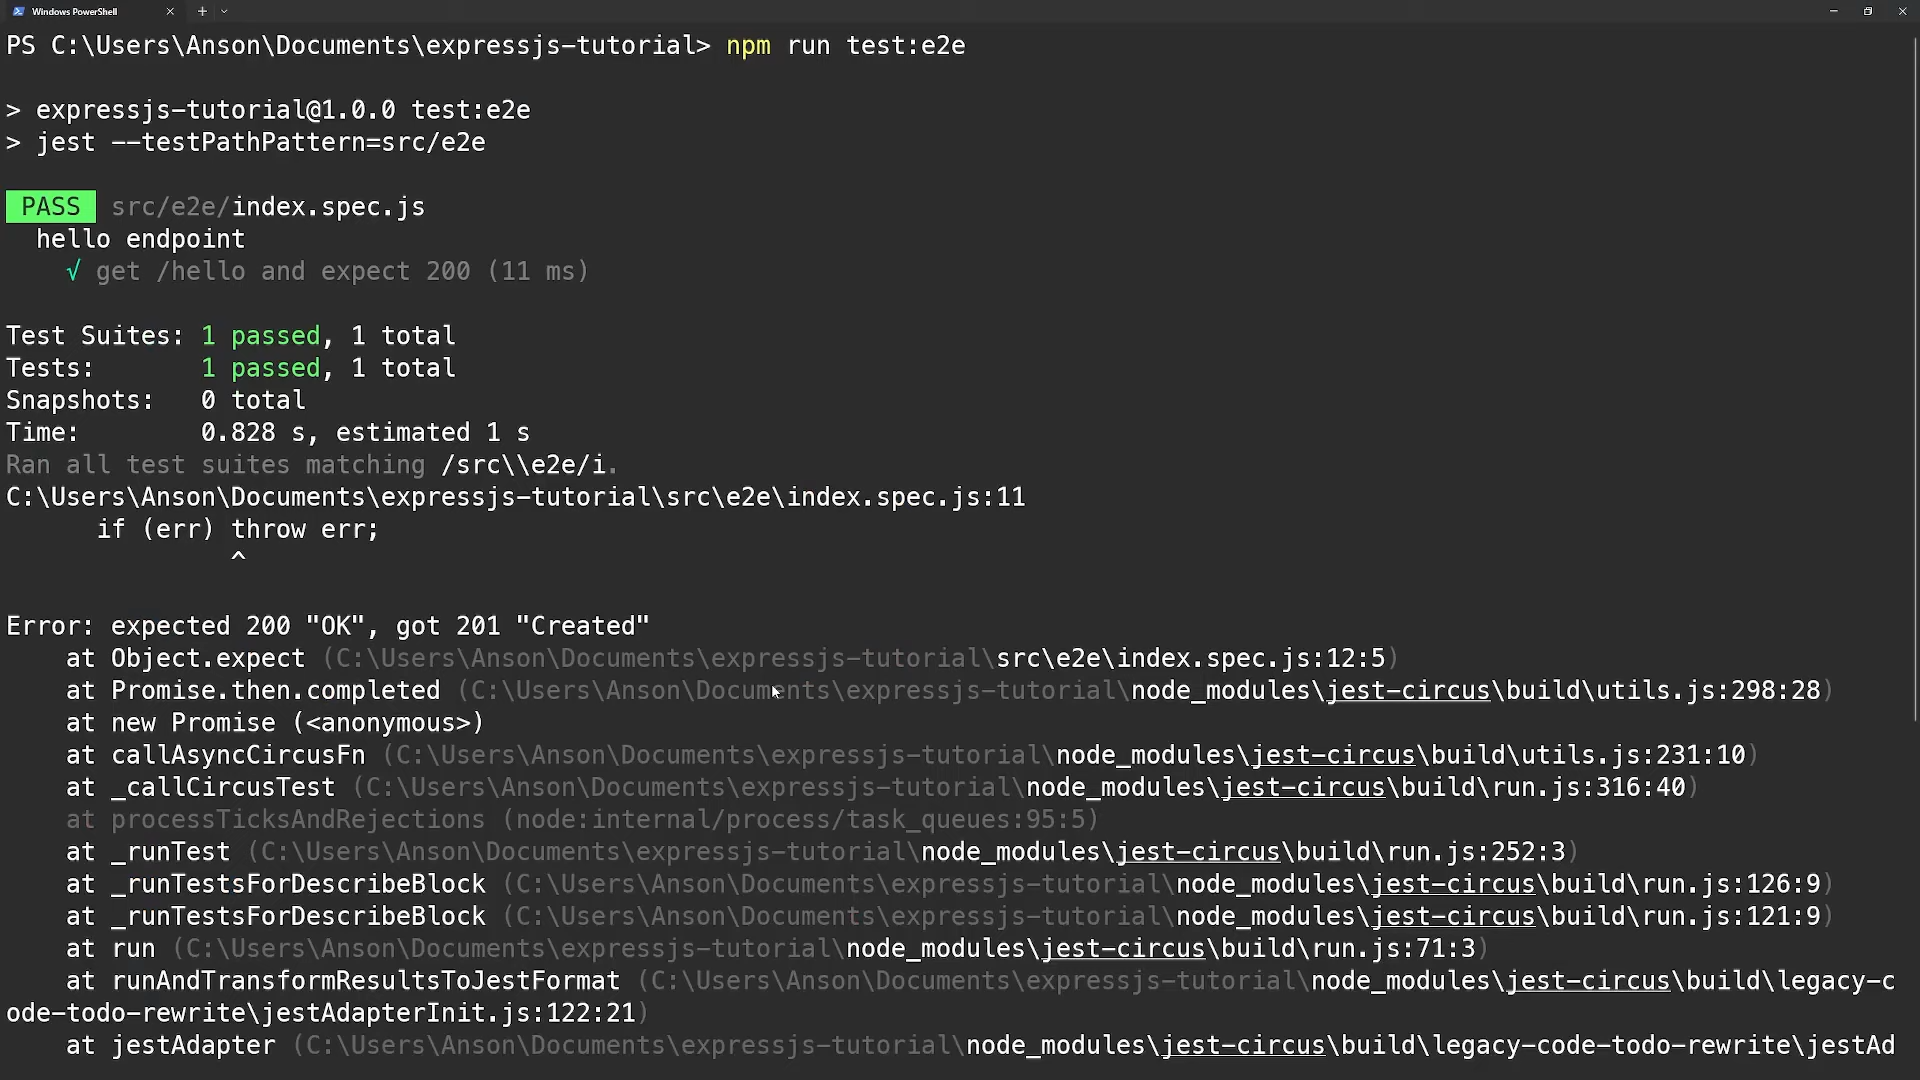 Windows PowerShell
PS C:\Users\Anson\Documents\expressjs-tutorial> npm run test:e2e
> expressjs-tutorial@1.0.0 test:e2e
> jest --testPathPattern=src/e2e
PASS src/e2e/index.spec.js
hello endpoint
√ get /hello and expect 200 (11 ms)
Test Suites: 1 passed, 1 total
Tests: 1 passed, 1 total
Snapshots: 0 total
Time: 0.828 s, estimated 1 s
Ran all test suites matching /src\\e2e/i.
C:\Users\Anson\Documents\expressjs-tutorial\src\e2e\index.spec.js:11
if (err) throw err;
^
Error: expected 200 "OK", got 201 "Created"
at Object.expect (C:\Users\Anson\Documents\expressjs-tutorial\src\e2e\index.spec.js:12:5)
at Promise.then.completed (C:\Users\Anson\Documents\expressjs-tutorial\node_modules\jest-circus\build\utils.js:298:28)
at new Promise (<anonymous>)
at callAsyncCircusFn (C:\Users\Anson\Documents\expressjs-tutorial\node_modules\jest-circus\build\utils.js:231:10)
at _callCircusTest (C:\Users\Anson\Documents\expressjs-tutorial\node_modules\jest-circus\build\run.js:316:40)
at processTicksAndRejections (node:internal/process/task_queues:95:5)
at _runTest (C:\Users\Anson\Documents\expressjs-tutorial\node_modules\jest-circus\build\run.js:252:3)
at _runTestsForDescribeBlock (C:\Users\Anson\Documents\expressjs-tutorial\node_modules\jest-circus\build\run.js:126:9)
at _runTestsForDescribeBlock (C:\Users\Anson\Documents\expressjs-tutorial\node_modules\jest-circus\build\run.js:121:9)
at run (C:\Users\Anson\Documents\expressjs-tutorial\node_modules\jest-circus\build\run.js:71:3)
at runAndTransformResultsToJestFormat (C:\Users\Anson\Documents\expressjs-tutorial\node_modules\jest-circus\build\legacy-c
ode-todo-rewrite\jestAdapterInit.js:122:21)
at jestAdapter (C:\Users\Anson\Documents\expressjs-tutorial\node_modules\jest-circus\build\legacy-code-todo-rewrite\jestAd